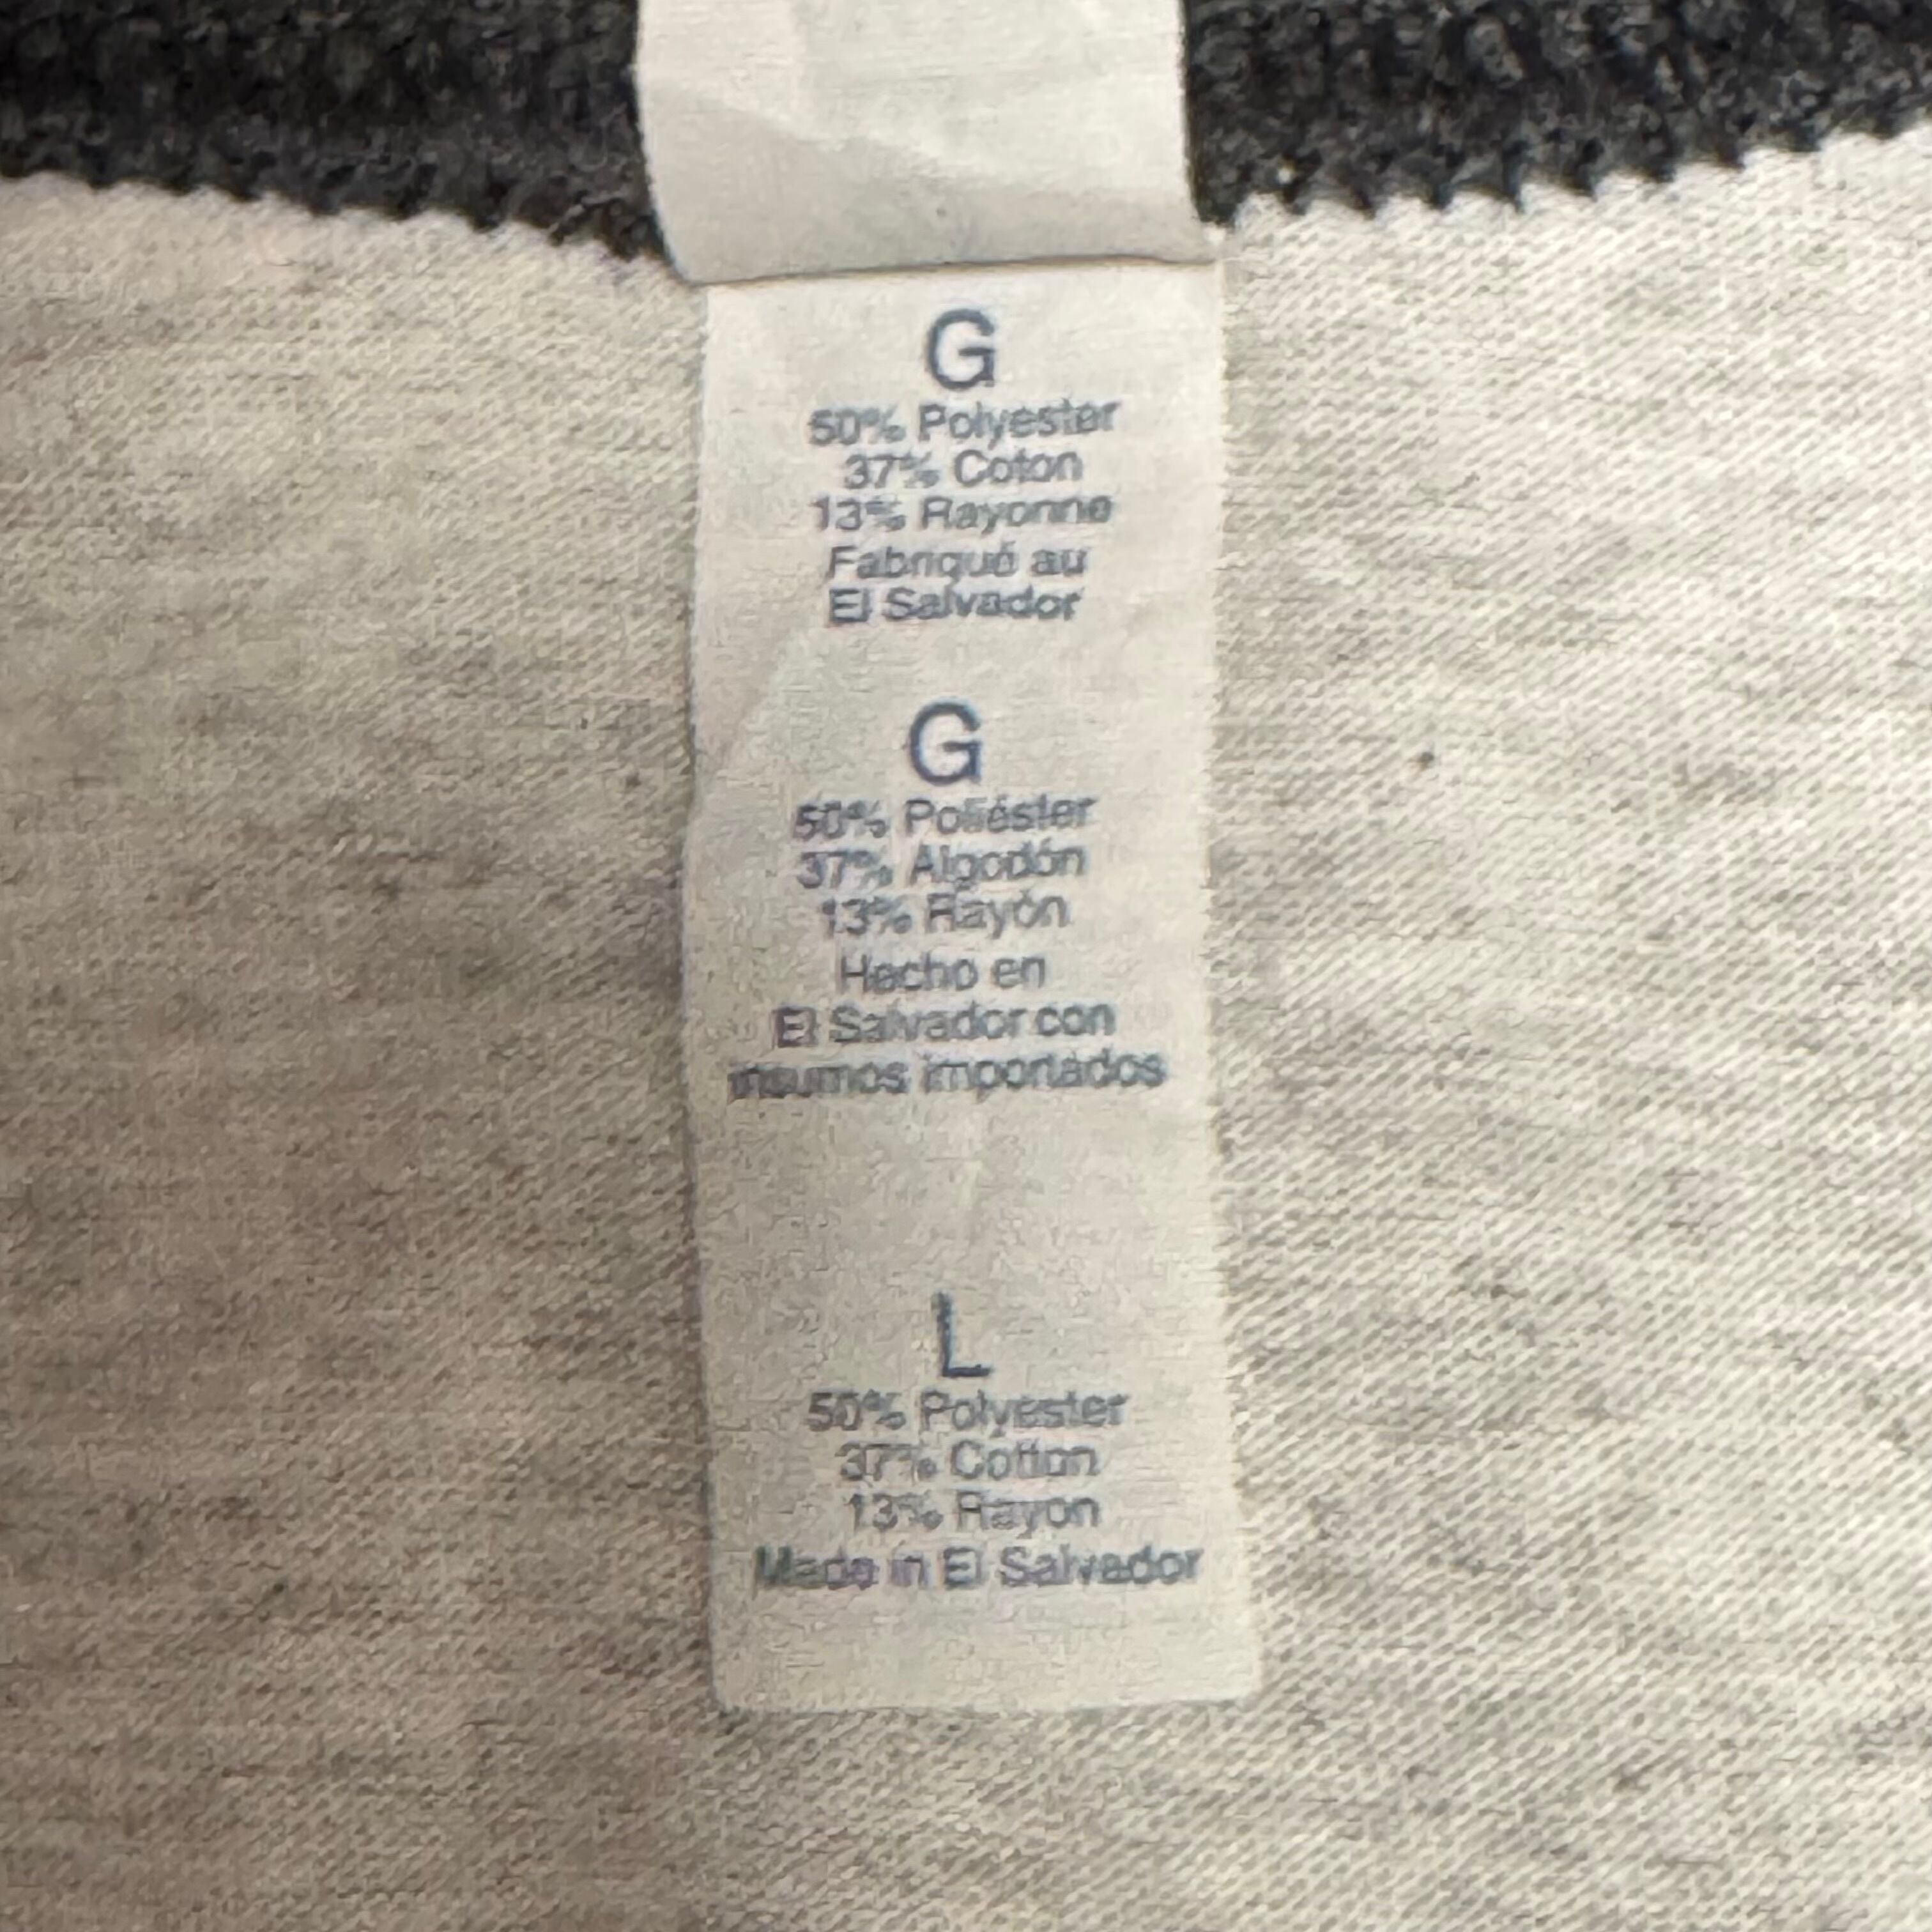 G
50% Polyester
37% Coton
13% Rayonne
Fabriqué au
El Salvador
G
50% Poliéster
37% Algodón
13% Rayón
Hecho en
El Salvador con
insumos importados
L
50% Polyester
37% Cotton
13% Rayon
Made in El Salvador